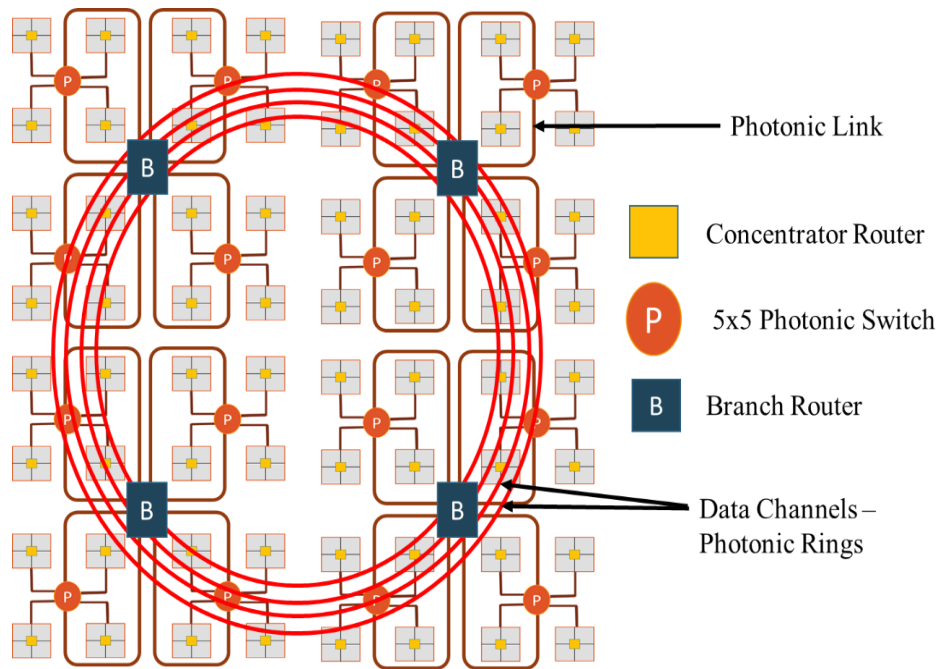 P
P
P
P
Photonic Link
B
B
Concentrator Router
P
P
P
P
P
5x5 Photonic Switch
B
Branch Router
P
P
P
P
B
B
Data Channels –
Photonic Rings
P
P
P
P